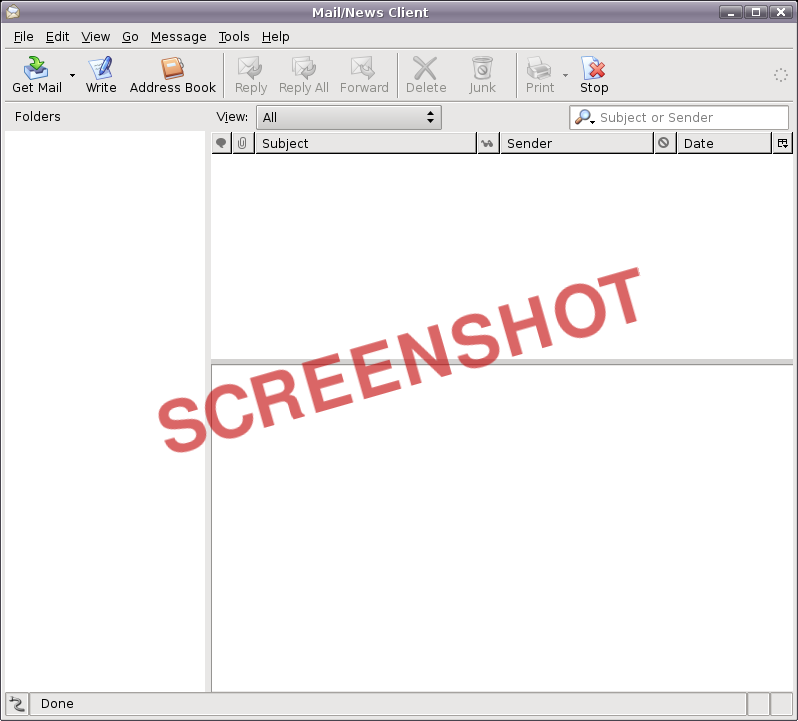 Mail/News Client
File Edit View Go Message Tools Help
Get Mail Write Address Book Reply Reply All Forward Delete Junk Print Stop
Folders View: All Subject or Sender
Subject Sender Date
SCREENSHOT
Done